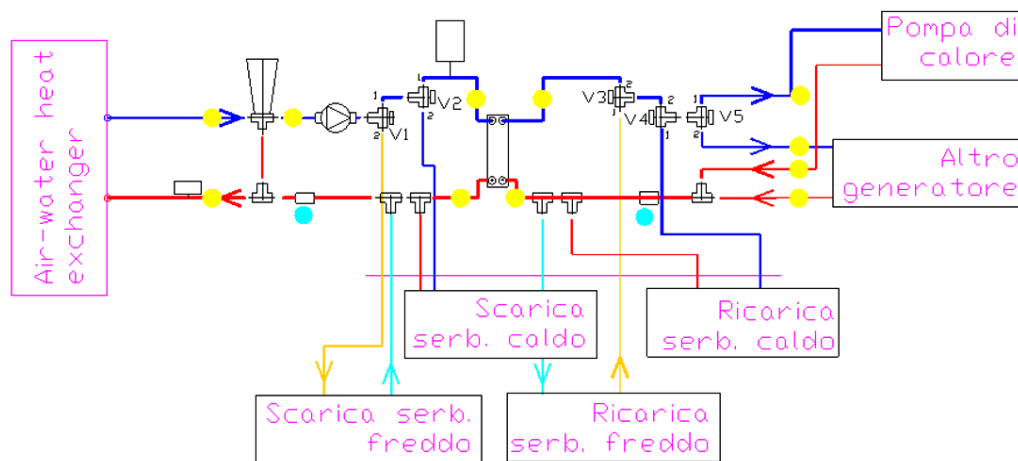 Air-water heat
exchanger
1
2
V1
1
2
V2
V3
2
1
V4
2
1
1
2
V5
Pompa di
calore
Altro
generatore
Scarica
serb. caldo
Ricarica
serb. caldo
Scarica serb.
freddo
Ricarica
serb. freddo